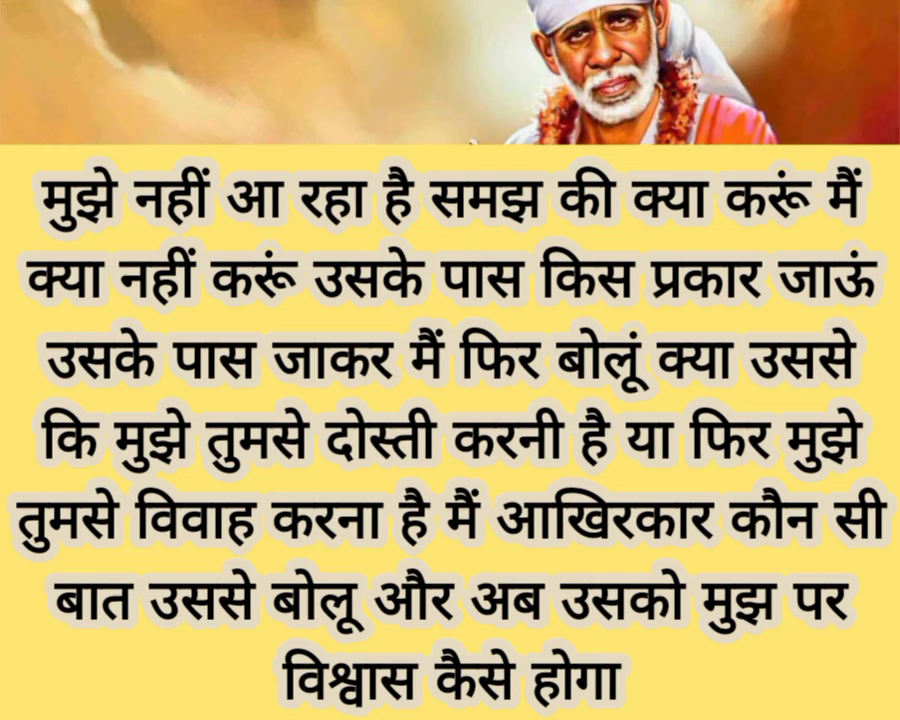 मुझे नहीं आ रहा है समझ की क्या करूं मैं
क्या नहीं करूं उसके पास किस प्रकार जाऊं
उसके पास जाकर मैं फिर बोलूं क्या उससे
कि मुझे तुमसे दोस्ती करनी है या फिर मुझे
तुमसे विवाह करना है मैं आखिरकार कौन सी
बात उससे बोलू और अब उसको मुझ पर
विश्वास कैसे होगा